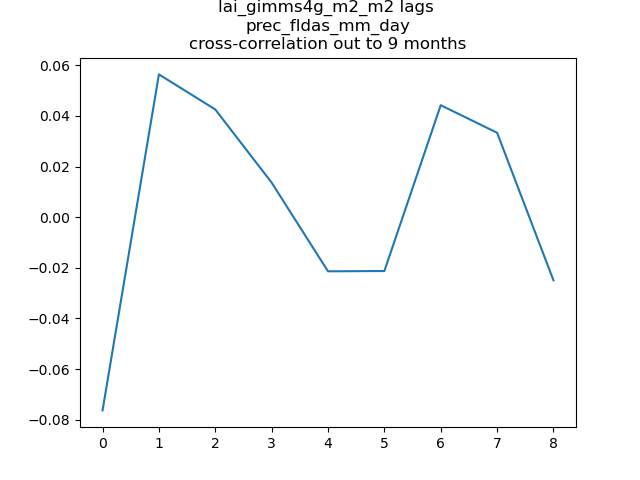 lai_gimms4g_m2_m2 lags
prec_fldas_mm_day
cross-correlation out to 9 months
0.06
0.04
0.02
0.00
−0.02
−0.04
−0.06
−0.08
0 1 2 3 4 5 6 7 8